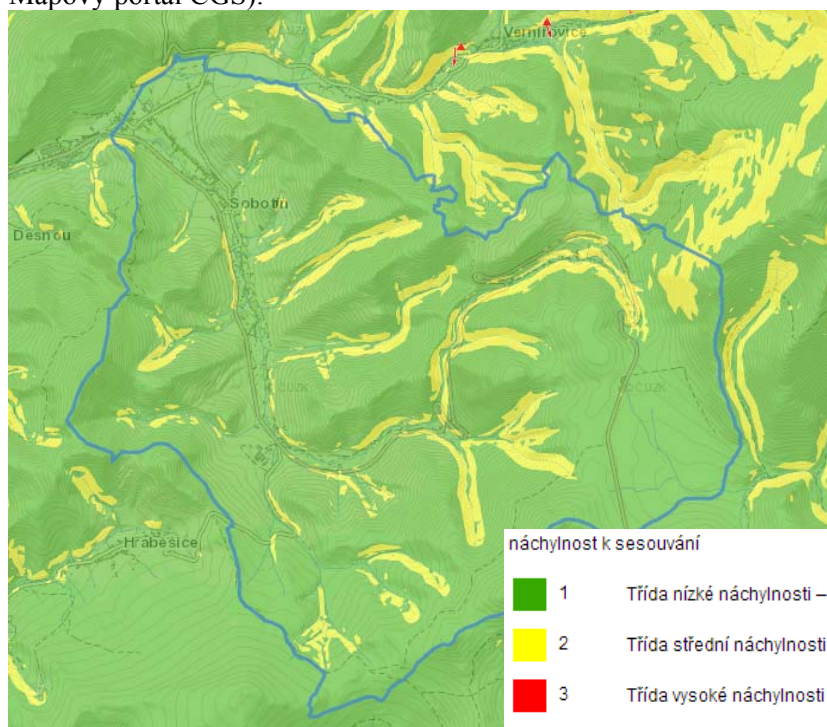 Mapový portál ČGS).
Vernířovice
Sobotín
Desnou
Hraběšice
náchylnost k sesouvání
1 Třída nízké náchylnosti –
2 Třída střední náchylnosti
3 Třída vysoké náchylnosti